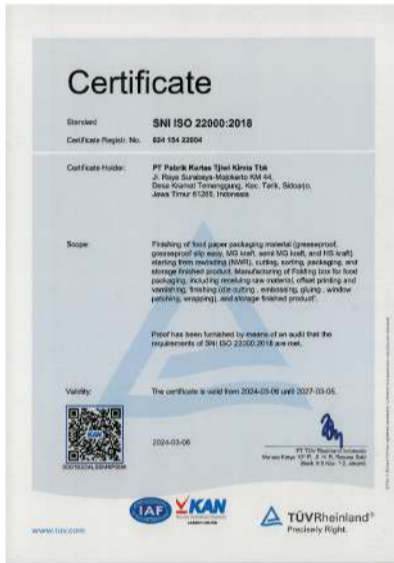 Certificate
Standard SNI ISO 22000:2018
Certificate Registr. No. 824 184 22004
Certificate Holder: PT Pabrik Kertas Tjiwi Kimia Tbk
Jl. Raya Surabaya-Mojokerto KM 44,
Desa Kramat Temenggung, Kec. Tarik, Sidoarjo,
Jawa Timur 61265, Indonesia
Scope: Finishing of food paper packaging material (greaseproof,
greaseproof slip easy, MG kraft, semi MG kraft, and HS kraft)
starting from rewinding (NWR), cutting, sorting, packaging, and
storage finished product. Manufacturing of Folding box for food
packaging, including receiving raw material, offset printing and
varnishing, finishing (die cutting, embossing, gluing, window
patching, wrapping), and storage finished product".
Proof has been furnished by means of an audit that the
requirements of SNI ISO 22000:2018 are met.
Validity: The certificate is valid from 2024-03-06 until 2027-03-05.
2024-03-06
PT TÜV Rheinland Indonesia
IAF
KAN
www.tuv.com
TÜVRheinland®
Precisely Right.